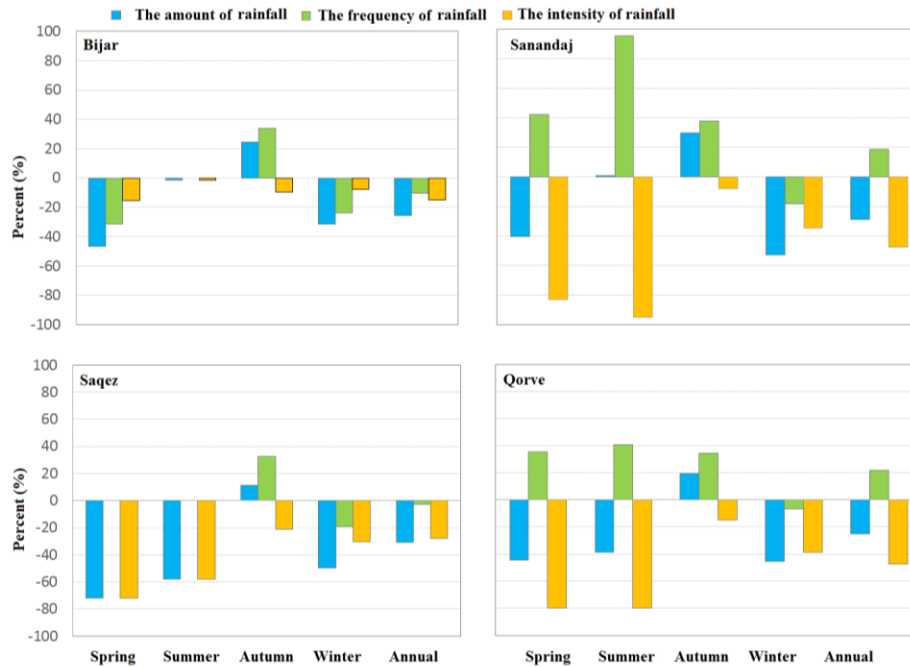 The amount of rainfall The frequency of rainfall The intensity of rainfall
Bijar
100
80
60
40
20
0
-20
-40
-60
-80
-100
Percent (%)
Sanandaj
Saqez
100
80
60
40
20
0
-20
-40
-60
-80
-100
Percent (%)
Qorve
Spring Summer Autumn Winter Annual
Spring Summer Autumn Winter Annual